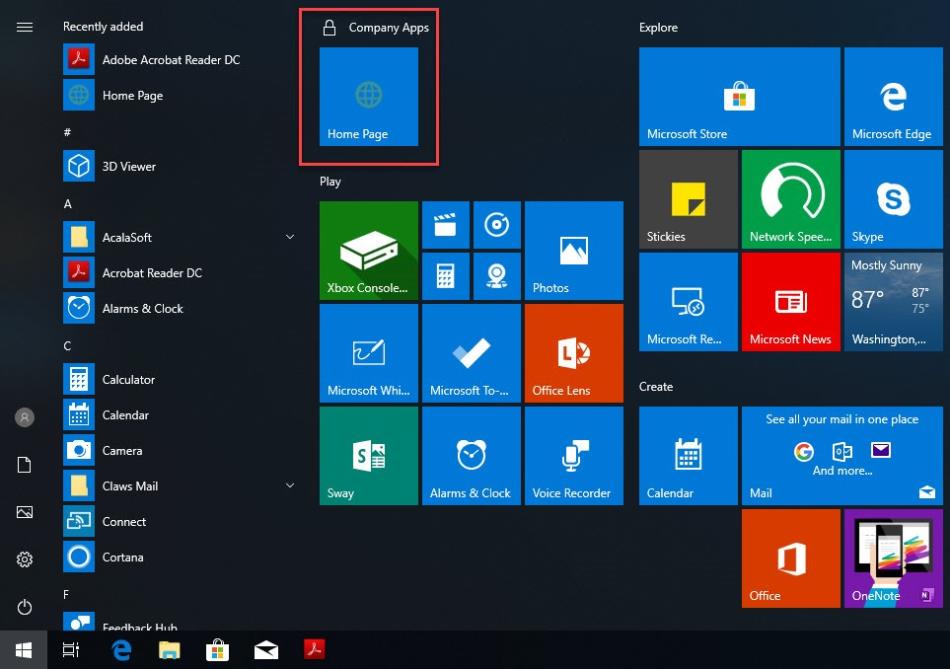 Recently added
Adobe Acrobat Reader DC
Home Page
#
3D Viewer
A
AcalaSoft
Acrobat Reader DC
Alarms & Clock
C
Calculator
Calendar
Camera
Claws Mail
Connect
Cortana
F
Feedback Hub
Company Apps
Home Page
Play
Xbox Console...
Photos
Microsoft Whi...
Microsoft To-...
Office Lens
Sway
Alarms & Clock
Voice Recorder
Explore
Microsoft Store
Microsoft Edge
Stickies
Network Spee...
Skype
Microsoft Re...
Microsoft News
Mostly Sunny
87° 87°
75°
Washington,...
Create
Calendar
See all your mail in one place
And more...
Mail
Office
OneNote